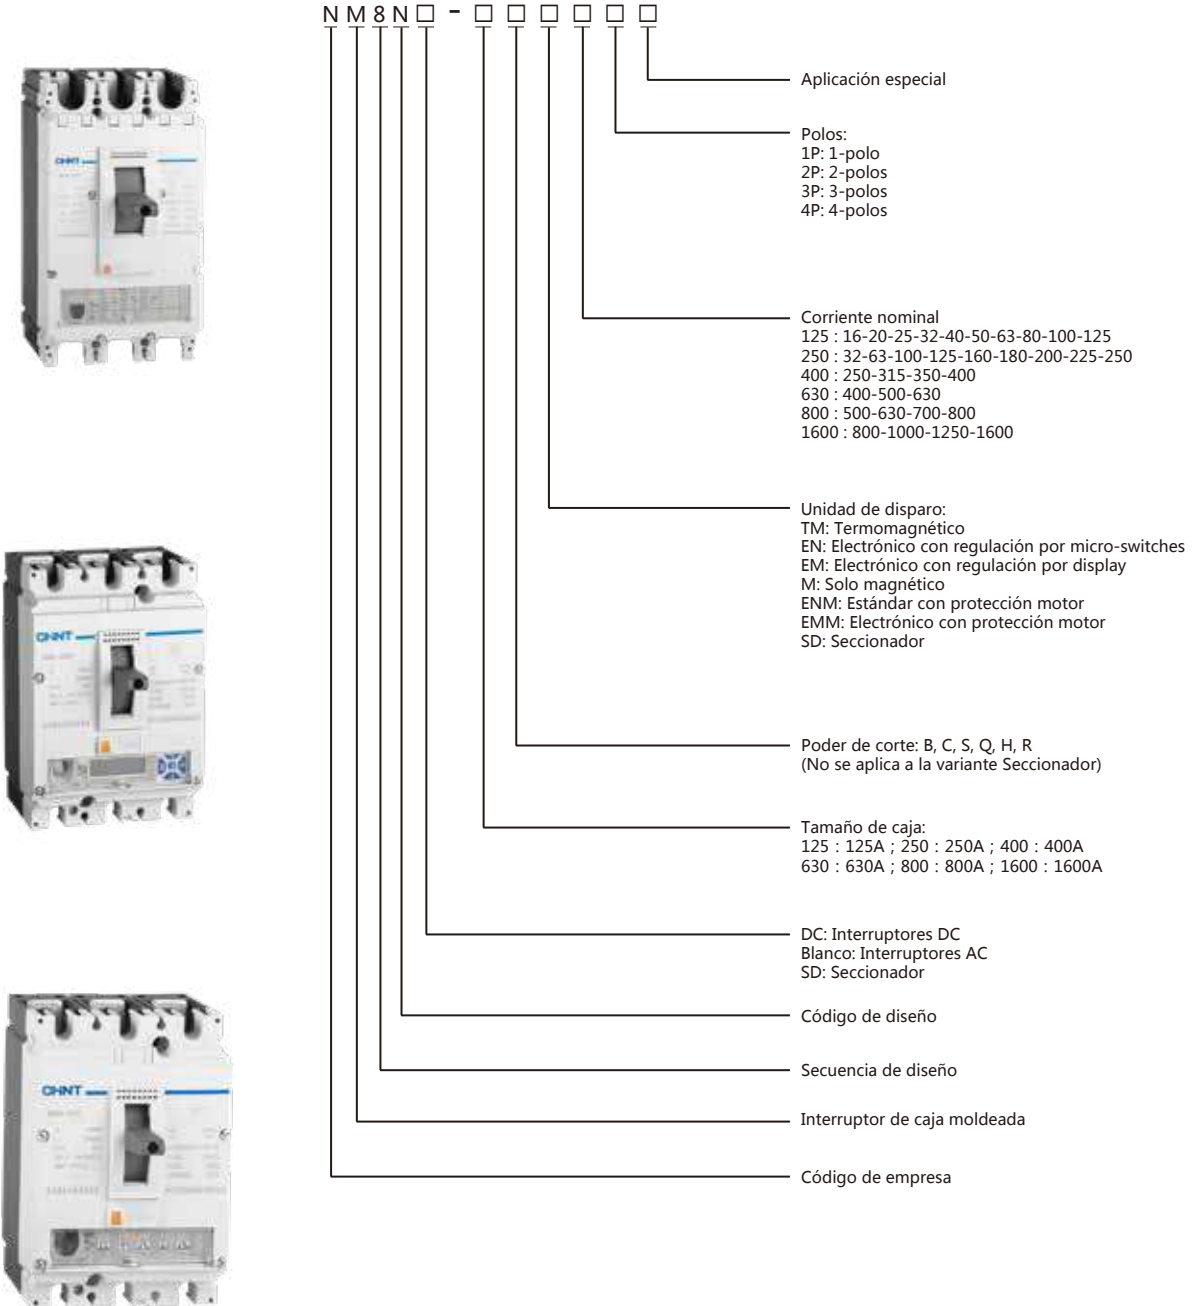 NM8N□-□□□□□□
Aplicación especial
Polos:
1P: 1-polo
2P: 2-polos
3P: 3-polos
4P: 4-polos
Corriente nominal
125 : 16-20-25-32-40-50-63-80-100-125
250 : 32-63-100-125-160-180-200-225-250
400 : 250-315-350-400
630 : 400-500-630
800 : 500-630-700-800
1600 : 800-1000-1250-1600
Unidad de disparo:
TM: Termomagnético
EN: Electrónico con regulación por micro-switches
EM: Electrónico con regulación por display
M: Solo magnético
ENM: Estándar con protección motor
EMM: Electrónico con protección motor
SD: Seccionador
Poder de corte: B, C, S, Q, H, R
(No se aplica a la variante Seccionador)
Tamaño de caja:
125 : 125A ; 250 : 250A ; 400 : 400A
630 : 630A ; 800 : 800A ; 1600 : 1600A
DC: Interruptores DC
Blanco: Interruptores AC
SD: Seccionador
Código de diseño
Secuencia de diseño
Interruptor de caja moldeada
Código de empresa
CHNT
CHNT
CHNT